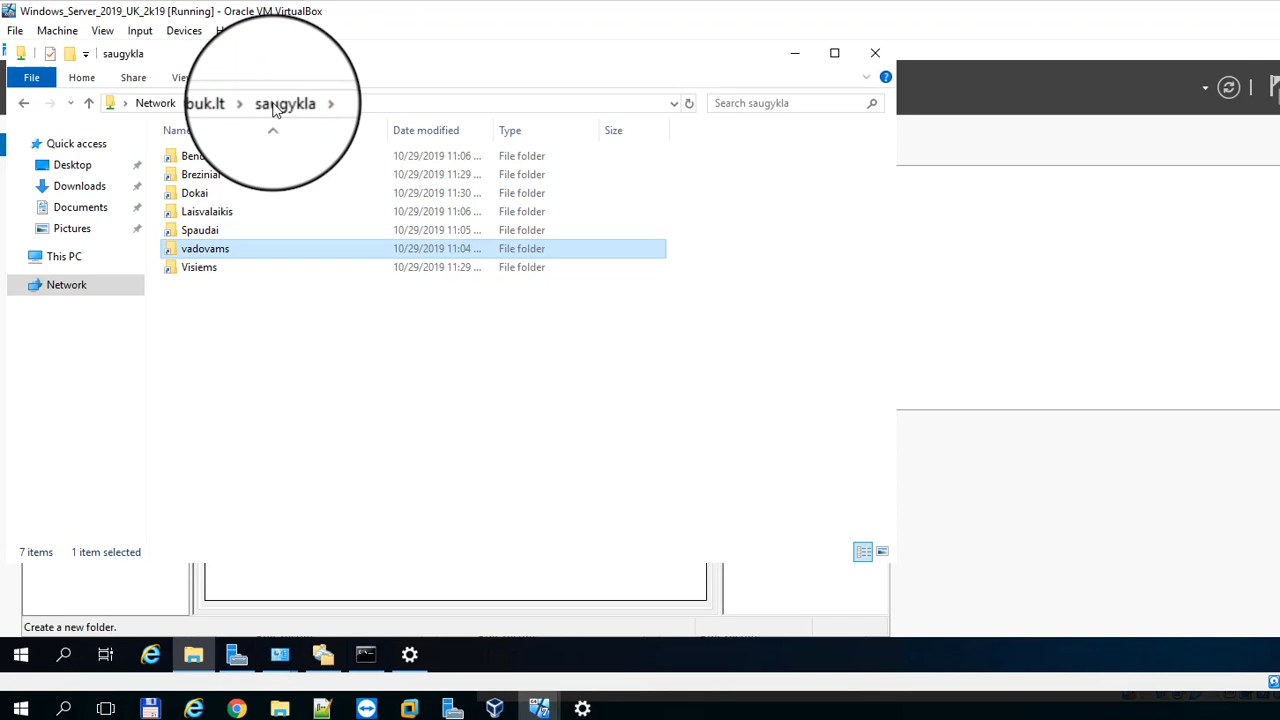 Windows_Server_2019_UK_2k19 [Running] - Oracle VM VirtualBox
File Machine View Input Devices
saugykla
File Home Share
Network buk.lt saugykla
Search saugykla
Date modified Type Size
Quick access
Desktop
Downloads
Documents
Pictures
This PC
Network
10/29/2019 11:06 ... File folder
Breziniai 10/29/2019 11:29 ... File folder
Dokai 10/29/2019 11:30 ... File folder
Laisvalaikis 10/29/2019 11:06 ... File folder
Spaudai 10/29/2019 11:05 ... File folder
vadovams 10/29/2019 11:04 ... File folder
Visiems 10/29/2019 11:29 ... File folder
7 items 1 item selected
Create a new folder.